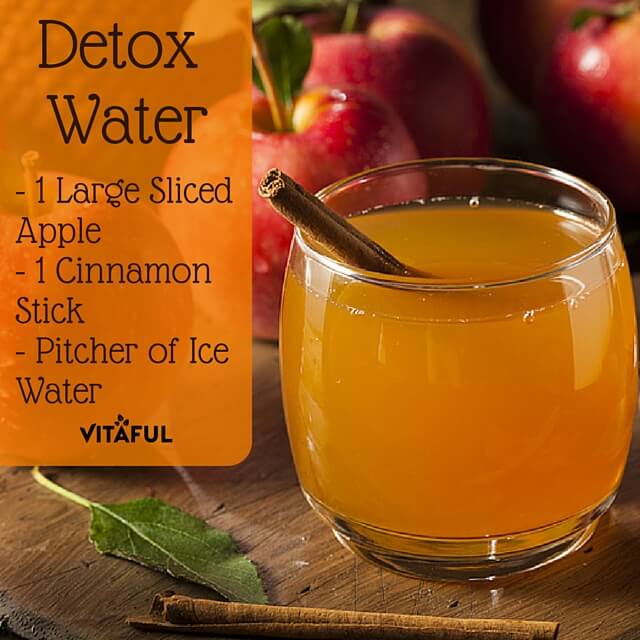 Detox
Water
- 1 Large Sliced
Apple
- 1 Cinnamon
Stick
- Pitcher of Ice
Water
VITAFUL